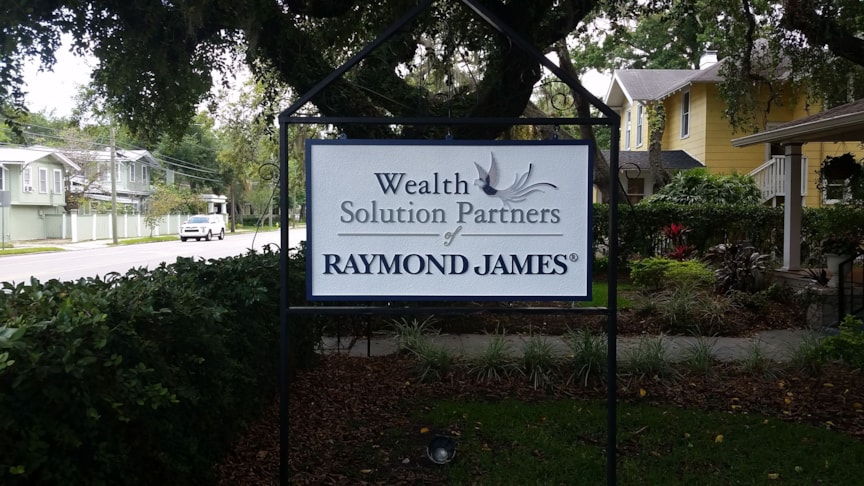 Wealth
Solution Partners
of
RAYMOND JAMES®